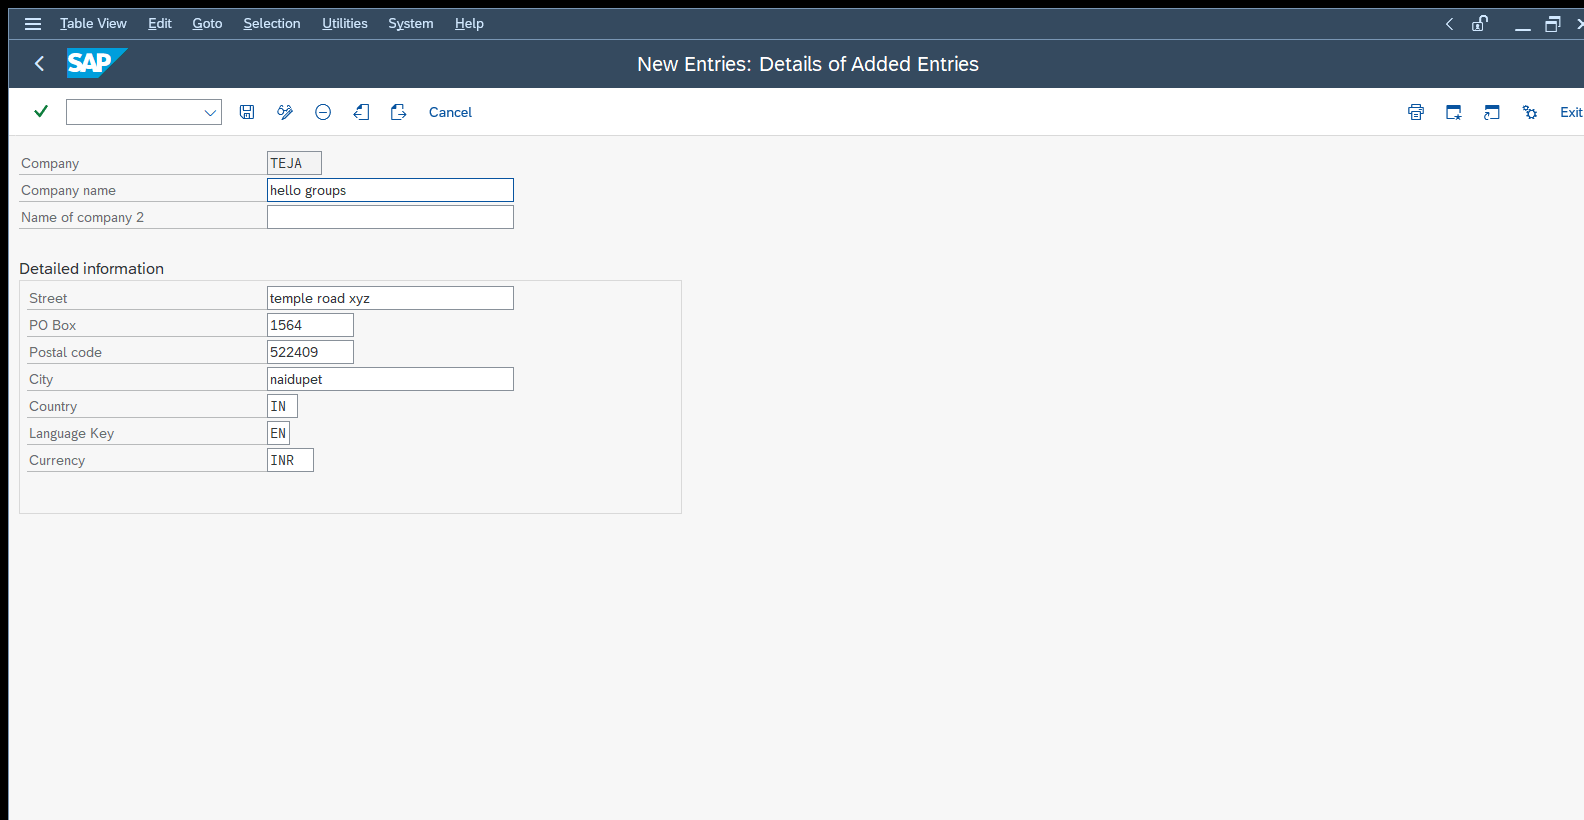 Table View Edit Goto Selection Utilities System Help
SAP New Entries: Details of Added Entries
Cancel Exit
Company TEJA
Company name hello groups
Name of company 2
Detailed information
Street temple road xyz
PO Box 1564
Postal code 522409
City naidupet
Country IN
Language Key EN
Currency INR